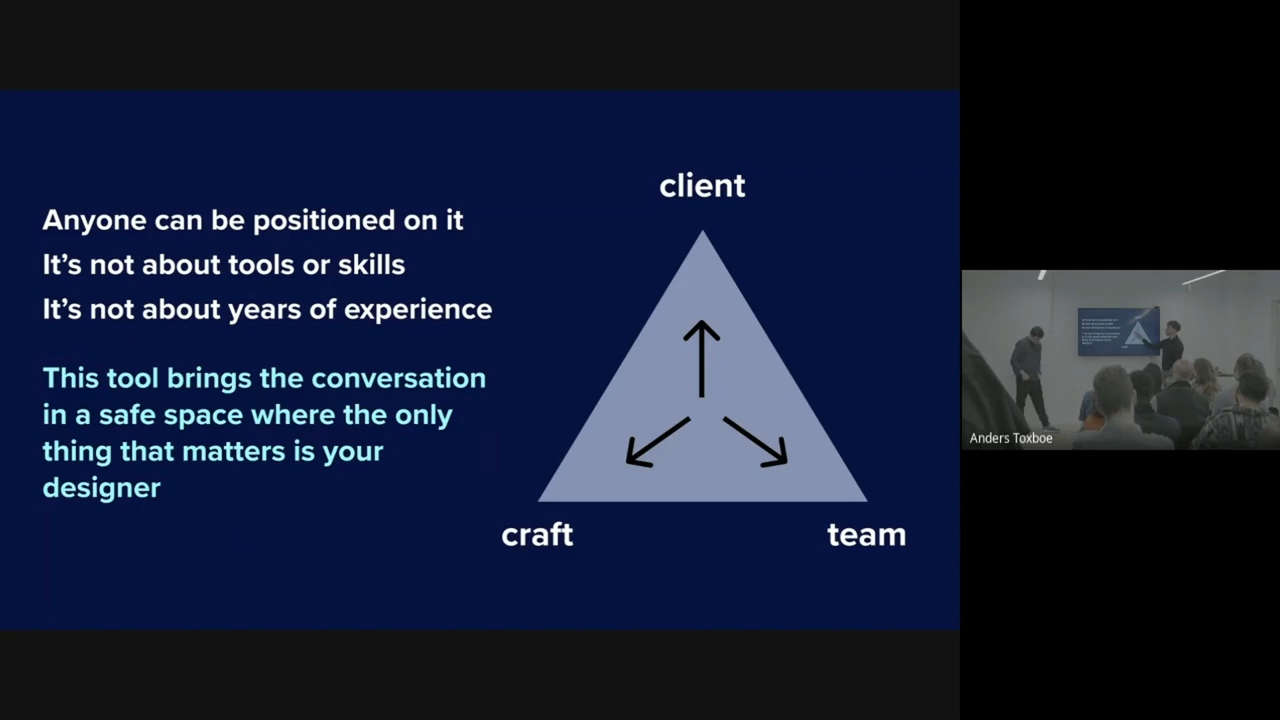 Anyone can be positioned on it
It’s not about tools or skills
It’s not about years of experience
This tool brings the conversation
in a safe space where the only
thing that matters is your
designer
client
craft
team
Anders Toxboe